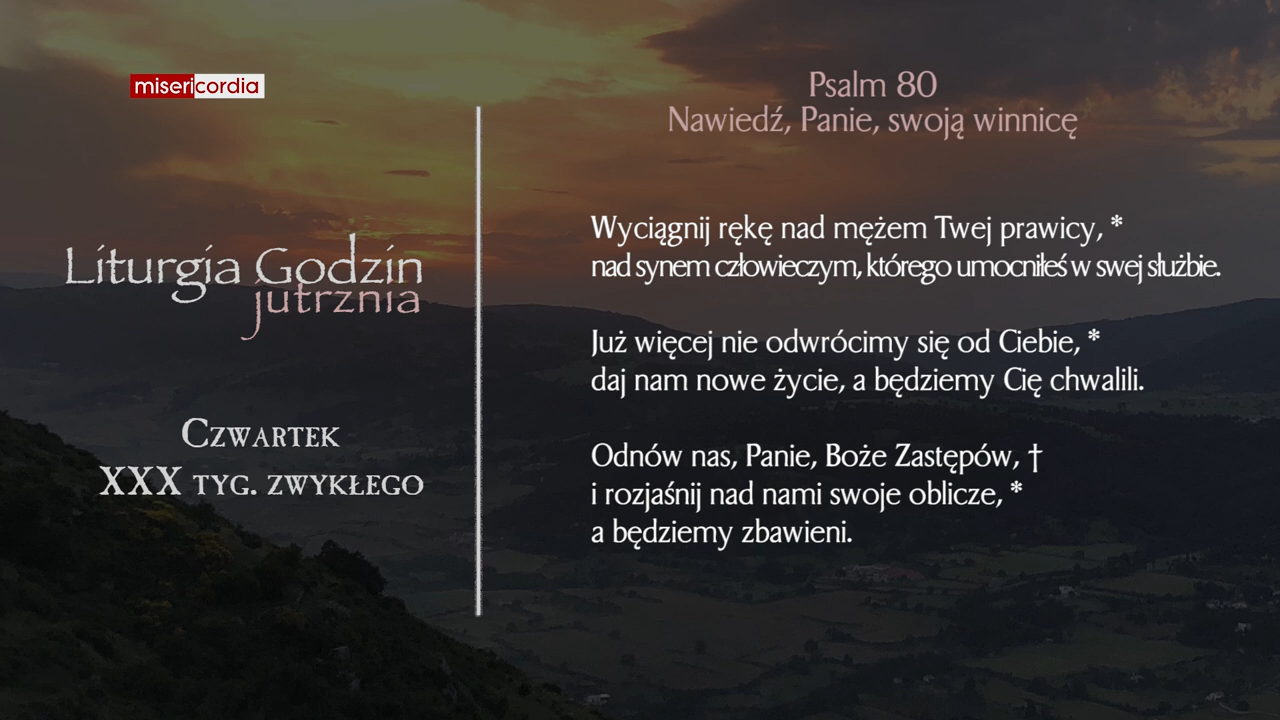 misericordia
Liturgia Godzin
jutrznia
Czwartek
XXX tyg. zwykłego
Psalm 80
Nawiedź, Panie, swoją winnicę
Wyciągnij rękę nad mężem Twej prawicy, *
nad synem człowieczym, którego umocniłeś w swej służbie.
Już więcej nie odwrócimy się od Ciebie, *
daj nam nowe życie, a będziemy Cię chwalili.
Odnów nas, Panie, Boże Zastępów, †
i rozjaśnij nad nami swoje oblicze, *
a będziemy zbawieni.